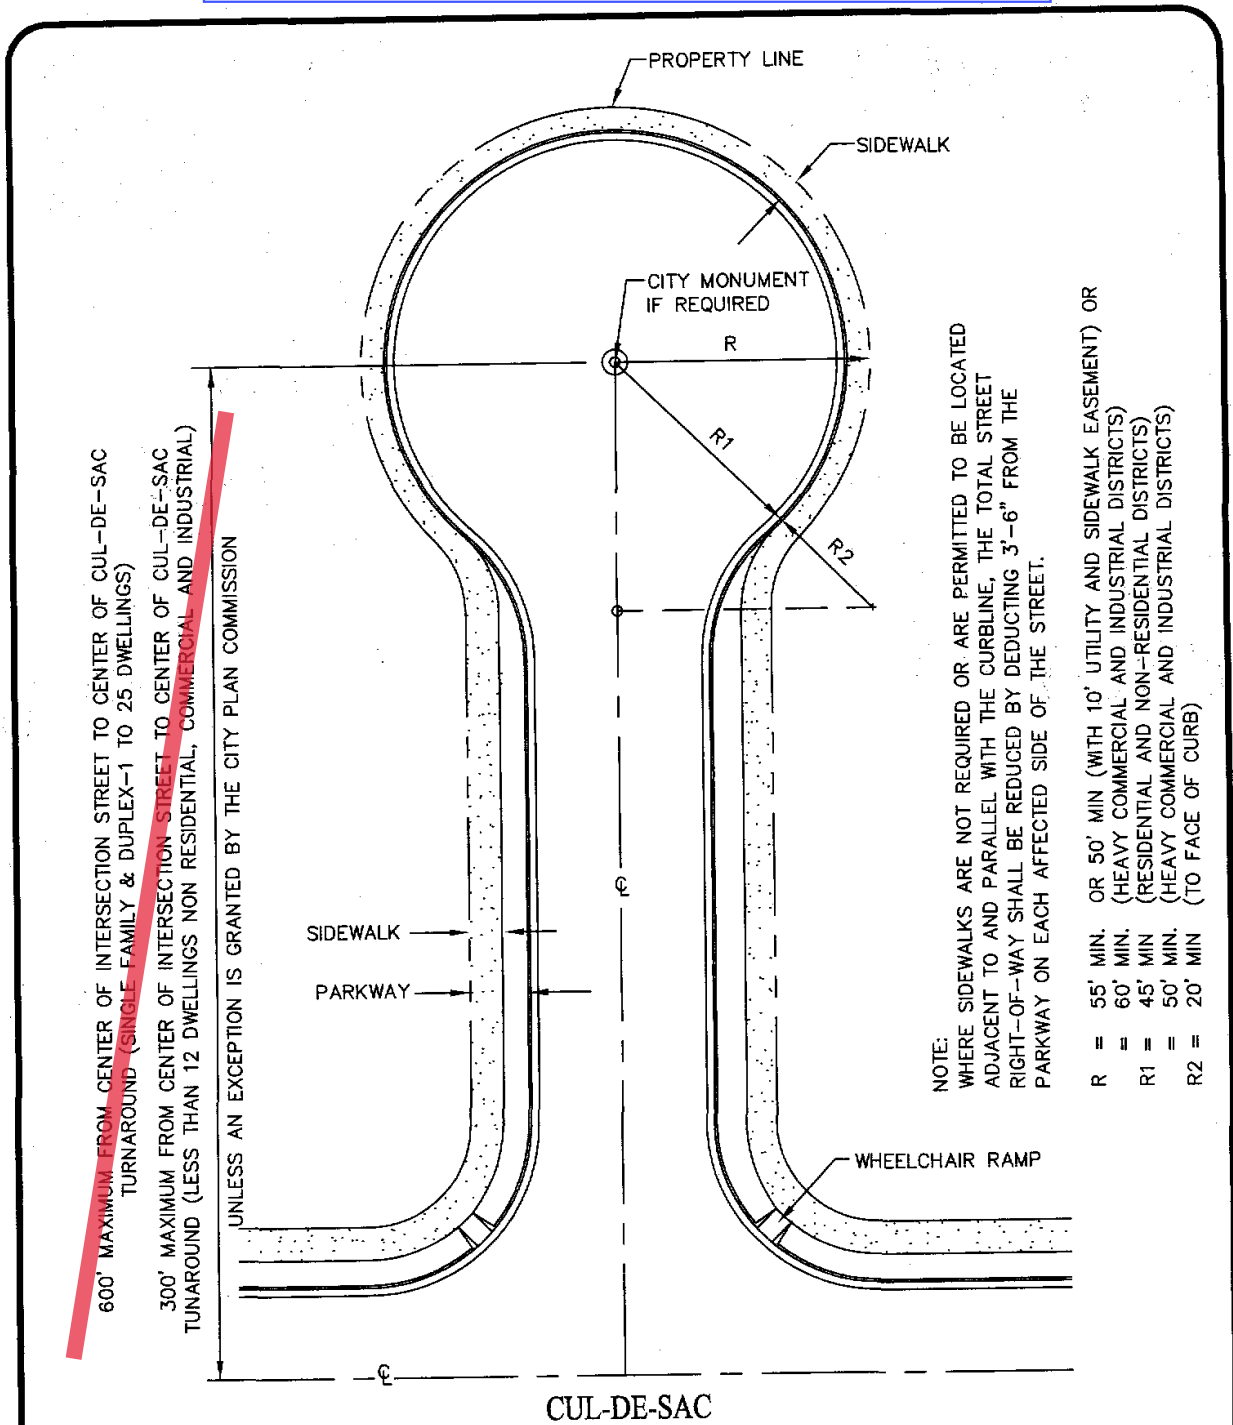 PROPERTY LINE
SIDEWALK
CITY MONUMENT
IF REQUIRED
R
R1
R2
600' MAXIMUM FROM CENTER OF INTERSECTION STREET TO CENTER OF CUL-DE-SAC
TURNAROUND (SINGLE FAMILY & DUPLEX-1 TO 25 DWELLINGS)
300' MAXIMUM FROM CENTER OF INTERSECTION STREET TO CENTER OF CUL-DE-SAC
TUNAROUND (LESS THAN 12 DWELLINGS NON RESIDENTIAL, COMMERCIAL AND INDUSTRIAL)
UNLESS AN EXCEPTION IS GRANTED BY THE CITY PLAN COMMISSION
NOTE:
WHERE SIDEWALKS ARE NOT REQUIRED OR ARE PERMITTED TO BE LOCATED
ADJACENT TO AND PARALLEL WITH THE CURBLINE, THE TOTAL STREET
RIGHT-OF-WAY SHALL BE REDUCED BY DEDUCTING 3'-6" FROM THE
PARKWAY ON EACH AFFECTED SIDE OF THE STREET.
R = 55' MIN. OR 50' MIN (WITH 10' UTILITY AND SIDEWALK EASEMENT) OR
= 60' MIN. (HEAVY COMMERCIAL AND INDUSTRIAL DISTRICTS)
R1 = 45' MIN (RESIDENTIAL AND NON-RESIDENTIAL DISTRICTS)
= 50' MIN. (HEAVY COMMERCIAL AND INDUSTRIAL DISTRICTS)
R2 = 20' MIN (TO FACE OF CURB)
℄
SIDEWALK
PARKWAY
WHEELCHAIR RAMP
℄
CUL-DE-SAC